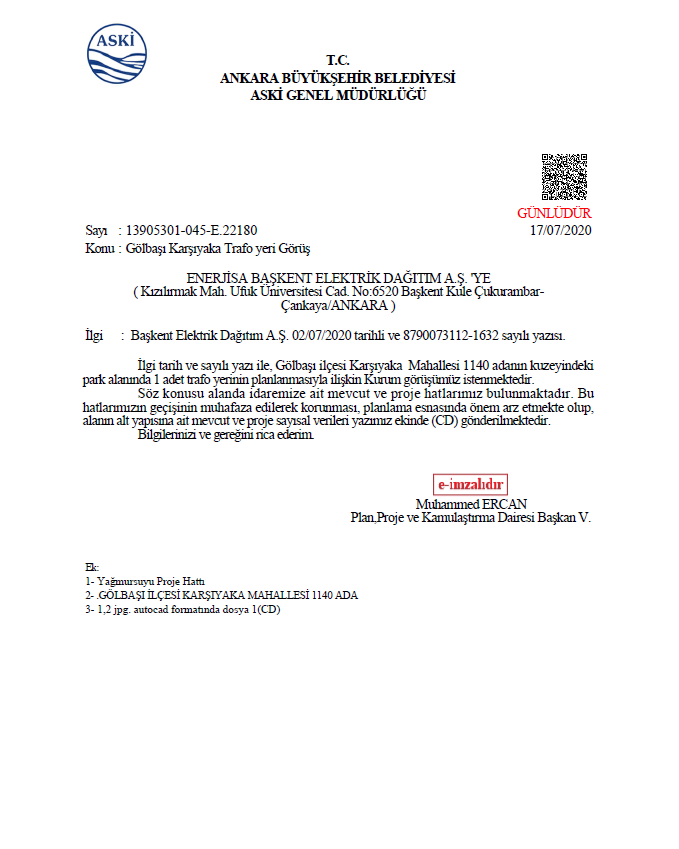 ASKİ
T.C.
ANKARA BÜYÜKŞEHİR BELEDİYESİ
ASKİ GENEL MÜDÜRLÜĞÜ
GÜNLÜDÜR
Sayı : 13905301-045-E.22180 17/07/2020
Konu : Gölbaşı Karşıyaka Trafo yeri Görüş
ENERJİSA BAŞKENT ELEKTRİK DAĞITIM A.Ş. 'YE
( Kızılırmak Mah. Ufuk Üniversitesi Cad. No:6520 Başkent Kule Çukurambar-
Çankaya/ANKARA )
İlgi : Başkent Elektrik Dağıtım A.Ş. 02/07/2020 tarihli ve 8790073112-1632 sayılı yazısı.
İlgi tarih ve sayılı yazı ile, Gölbaşı ilçesi Karşıyaka Mahallesi 1140 adanın kuzeyindeki
park alanında 1 adet trafo yerinin planlanmasıyla ilişkin Kurum görüşümüz istenmektedir.
Söz konusu alanda idaremize ait mevcut ve proje hatlarımız bulunmaktadır. Bu
hatlarımızın geçişinin muhafaza edilerek korunması, planlama esnasında önem arz etmekte olup,
alanın alt yapısına ait mevcut ve proje sayısal verileri yazımız ekinde (CD) gönderilmektedir.
Bilgilerinizi ve gereğini rica ederim.
e-imzalıdır
Muhammed ERCAN
Plan,Proje ve Kamulaştırma Dairesi Başkan V.
Ek:
1- Yağmursuyu Proje Hattı
2- .GÖLBAŞI İLÇESİ KARŞIYAKA MAHALLESİ 1140 ADA
3- 1,2 jpg. autocad formatında dosya 1(CD)